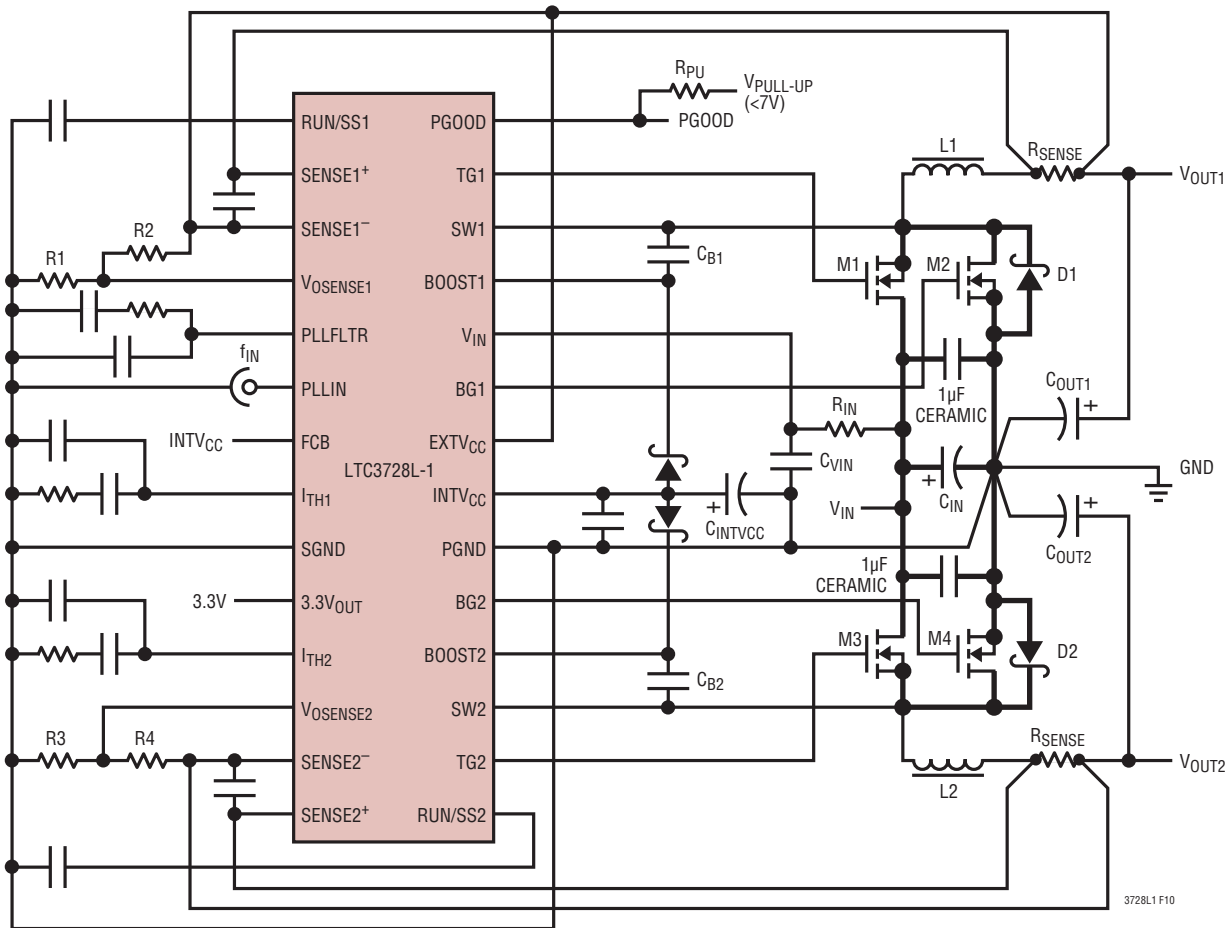 RPU
VPULL-UP
(<7V)
PGOOD
RUN/SS1
PGOOD
SENSE1+
TG1
L1
RSENSE
VOUT1
SENSE1–
SW1
R2
R1
CB1
M1
M2
D1
VOSENSE1
BOOST1
PLLFLTR
VIN
fIN
PLLIN
BG1
1µF
CERAMIC
COUT1
RIN
INTVCC
FCB
EXTVCC
CVIN
LTC3728L-1
GND
ITH1
INTVCC
CINTVCC
CIN
VIN
SGND
PGND
COUT2
1µF
CERAMIC
3.3V
3.3VOUT
BG2
M3
M4
D2
ITH2
BOOST2
CB2
VOSENSE2
SW2
R3
R4
RSENSE
SENSE2–
TG2
L2
VOUT2
SENSE2+
RUN/SS2
3728L1 F10
+
+
+
+